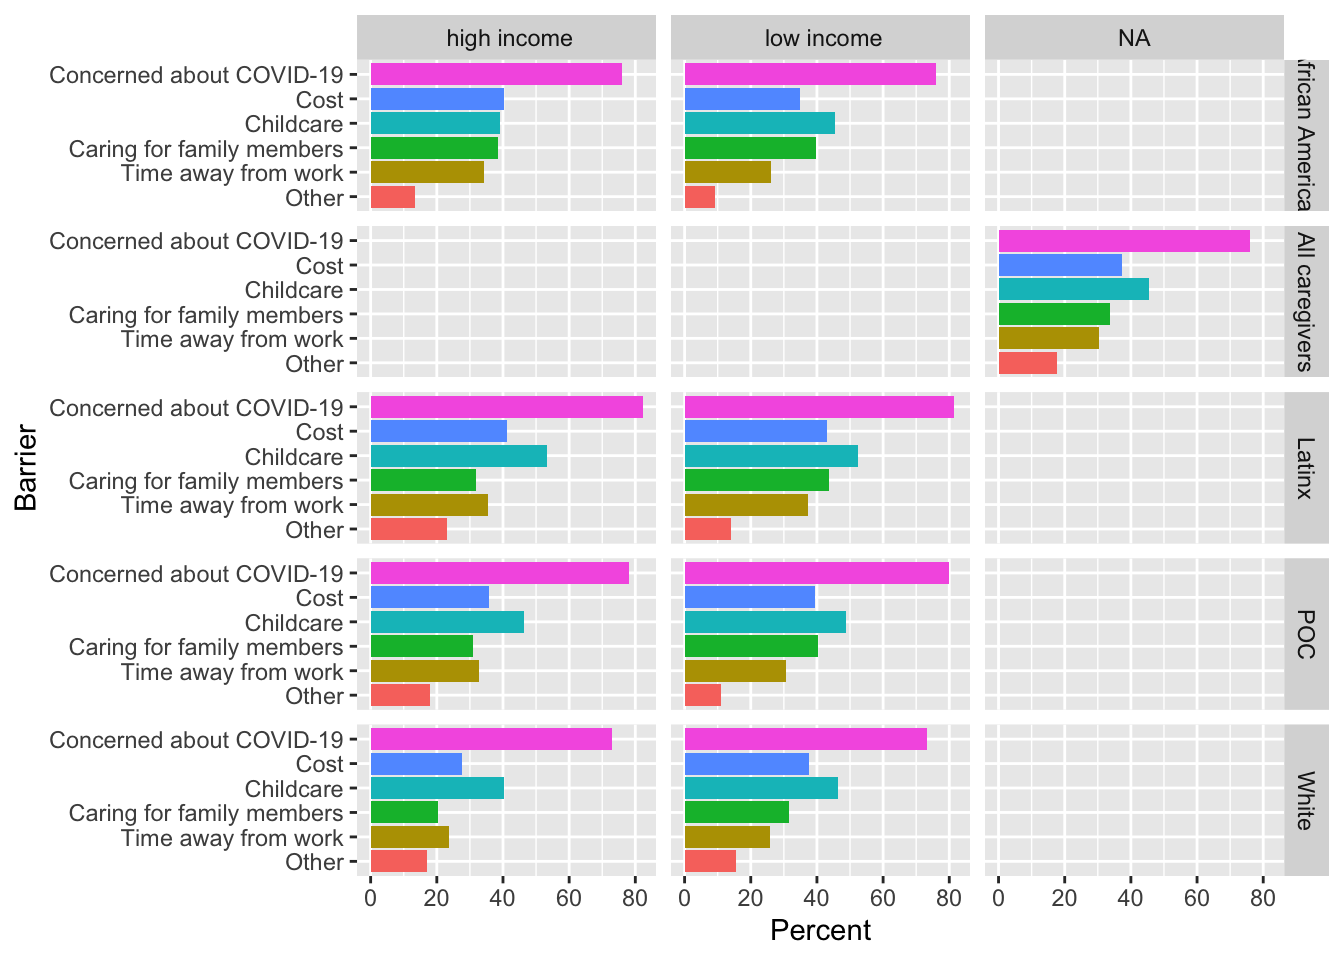 high income
low income
NA
Concerned about COVID-19
Cost
Childcare
Caring for family members
Time away from work
Other
frican America
Concerned about COVID-19
Cost
Childcare
Caring for family members
Time away from work
Other
All caregivers
Concerned about COVID-19
Cost
Childcare
Caring for family members
Time away from work
Other
Latinx
Concerned about COVID-19
Cost
Childcare
Caring for family members
Time away from work
Other
POC
Concerned about COVID-19
Cost
Childcare
Caring for family members
Time away from work
Other
White
Barrier
0 20 40 60 80
0 20 40 60 80
0 20 40 60 80
Percent